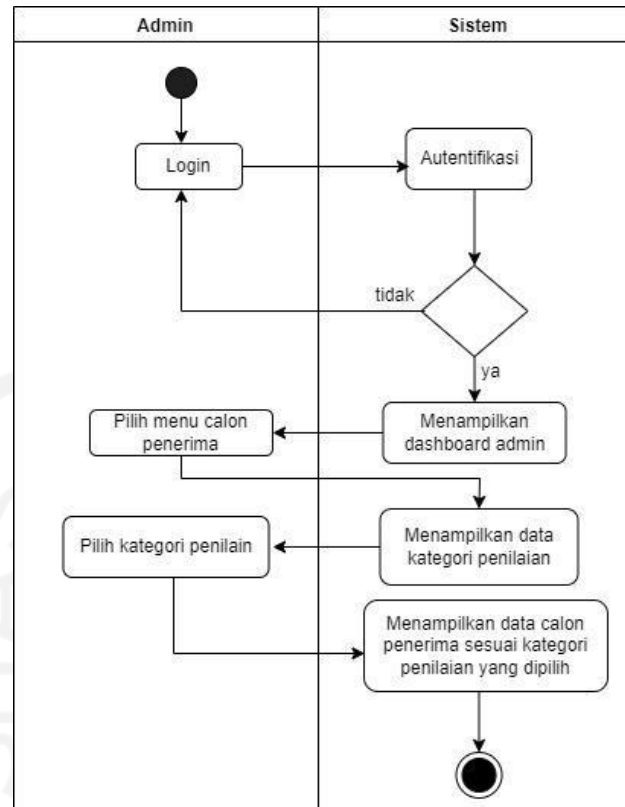 Admin
Sistem
Login
Autentifikasi
tidak
ya
Menampilkan
dashboard admin
Pilih menu calon
penerima
Menampilkan data
kategori penilaian
Pilih kategori penilain
Menampilkan data calon
penerima sesuai kategori
penilaian yang dipilih